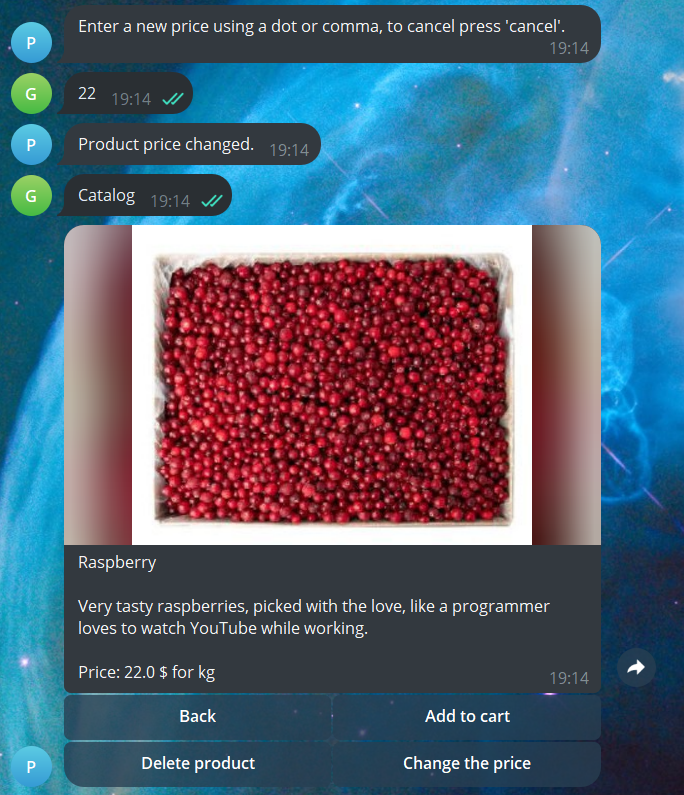 Enter a new price using a dot or comma, to cancel press 'cancel'.
19:14
P
22 19:14
G
Product price changed. 19:14
P
Catalog 19:14
G
Raspberry
Very tasty raspberries, picked with the love, like a programmer
loves to watch YouTube while working.
Price: 22.0 $ for kg
19:14
Back Add to cart
Delete product Change the price
P